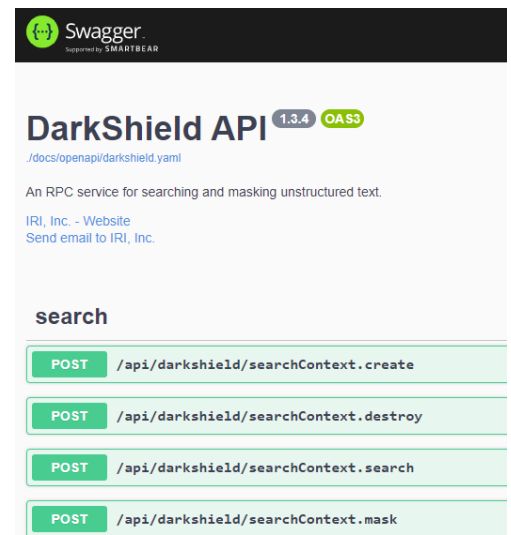 {··} Swagger.
Supported by SMARTBEAR
DarkShield API 1.3.4 OAS3
./docs/openapi/darkshield.yaml
An RPC service for searching and masking unstructured text.
IRI, Inc. - Website
Send email to IRI, Inc.
search
POST /api/darkshield/searchContext.create
POST /api/darkshield/searchContext.destroy
POST /api/darkshield/searchContext.search
POST /api/darkshield/searchContext.mask